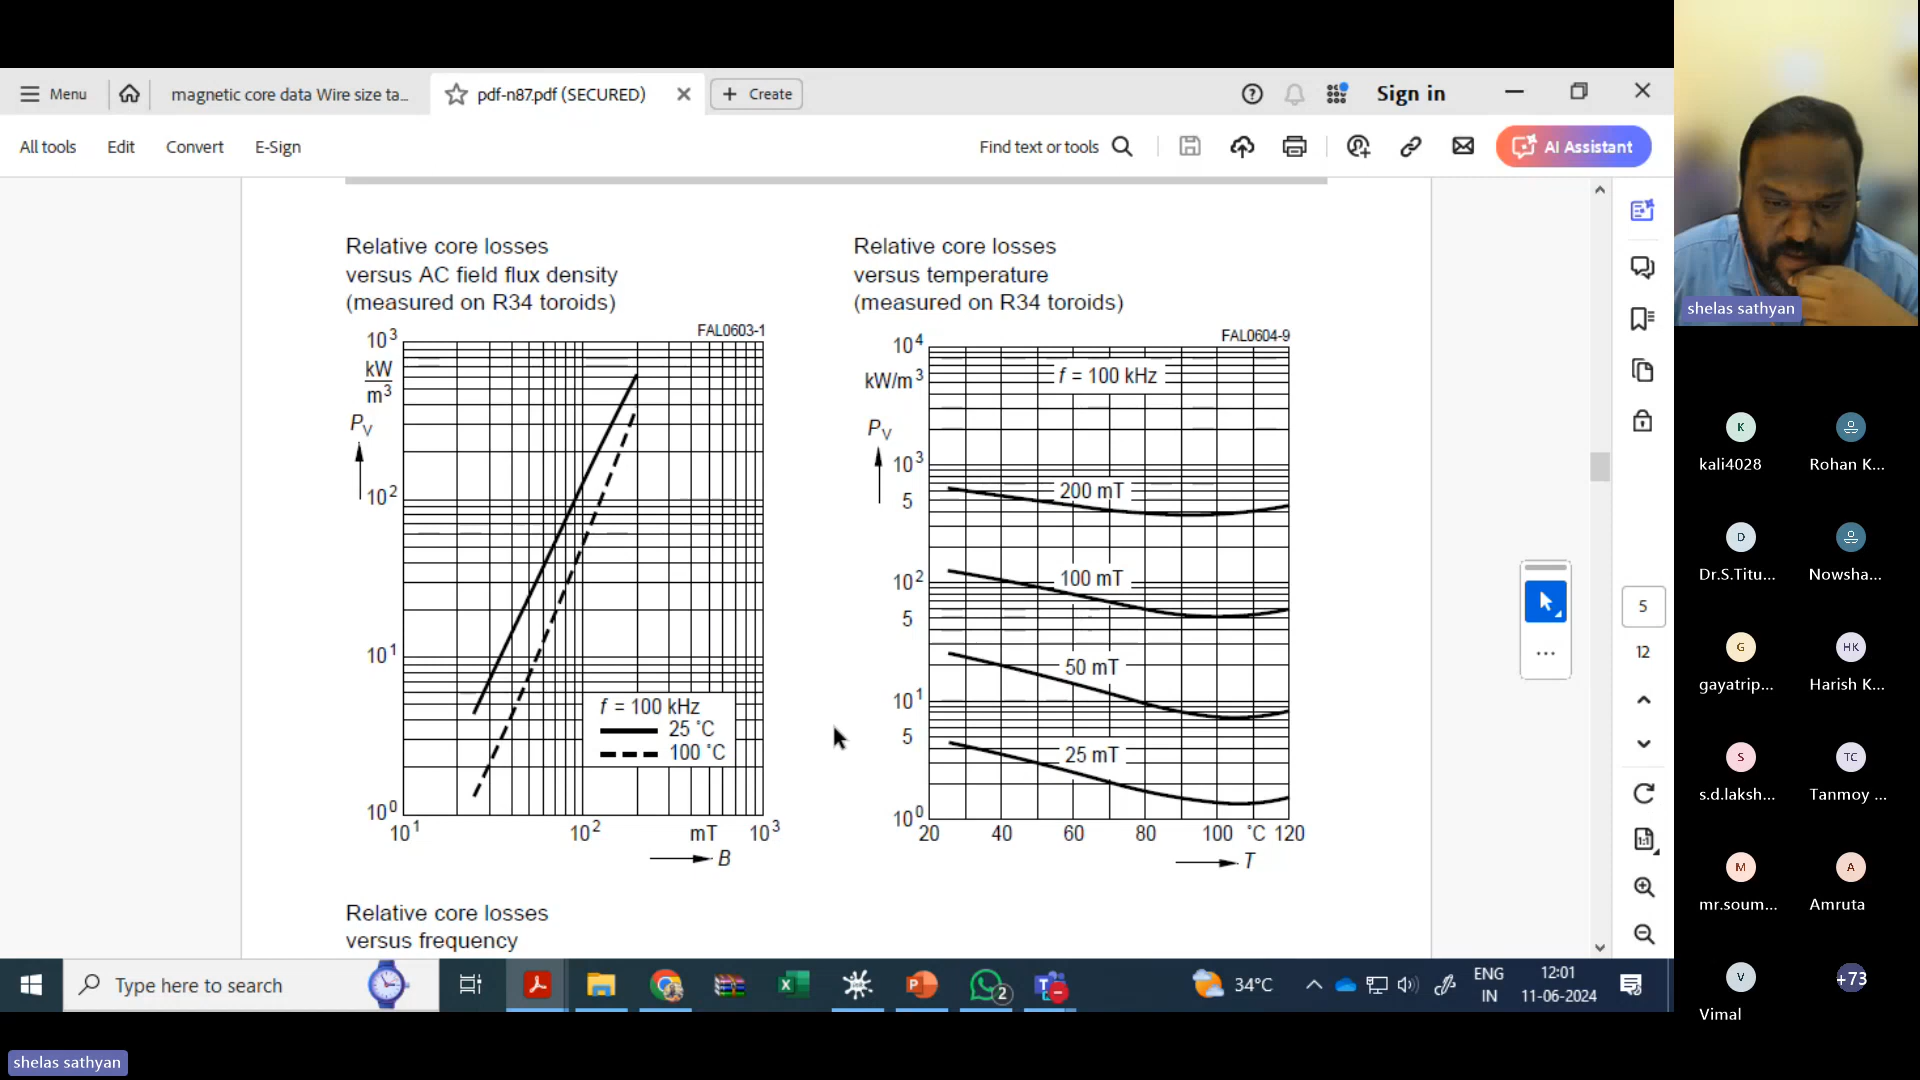 Menu
magnetic core data Wire size ta...
pdf-n87.pdf (SECURED)
Create
Sign in
All tools
Edit
Convert
E-Sign
Find text or tools
AI Assistant
Relative core losses
versus AC field flux density
(measured on R34 toroids)
FAL0603-1
10³
kW
m³
PV
10²
10¹
10⁰
f = 100 kHz
25 ˚C
100 ˚C
10¹
10²
mT
10³
B
Relative core losses
versus temperature
(measured on R34 toroids)
FAL0604-9
10⁴
kW/m³
PV
10³
5
10²
5
10¹
5
10⁰
f = 100 kHz
200 mT
100 mT
50 mT
25 mT
20
40
60
80
100
˚C
120
T
Relative core losses
versus frequency
5
12
1:1
shelas sathyan
K
kali4028
Rohan K...
D
Dr.S.Titu...
Nowsha...
G
gayatrip...
HK
Harish K...
S
s.d.laksh...
TC
Tanmoy ...
M
mr.soum...
A
Amruta
V
Vimal
+73
Type here to search
2
34°C
ENG
IN
12:01
11-06-2024
shelas sathyan